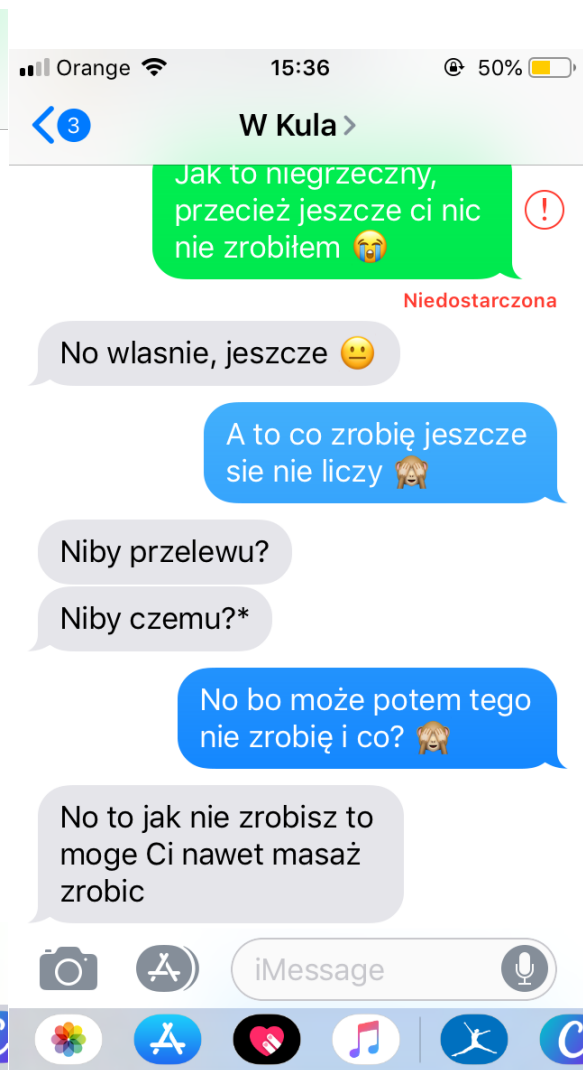 Orange 15:36 50%
3 W Kula
Jak to niegrzeczny,
przecież jeszcze ci nic
nie zrobiłem 😭
!
Niedostarczona
No wlasnie, jeszcze 😐
A to co zrobię jeszcze
sie nie liczy 🙈
Niby przelewu?
Niby czemu?*
No bo może potem tego
nie zrobię i co? 🙈
No to jak nie zrobisz to
moge Ci nawet masaż
zrobic
iMessage